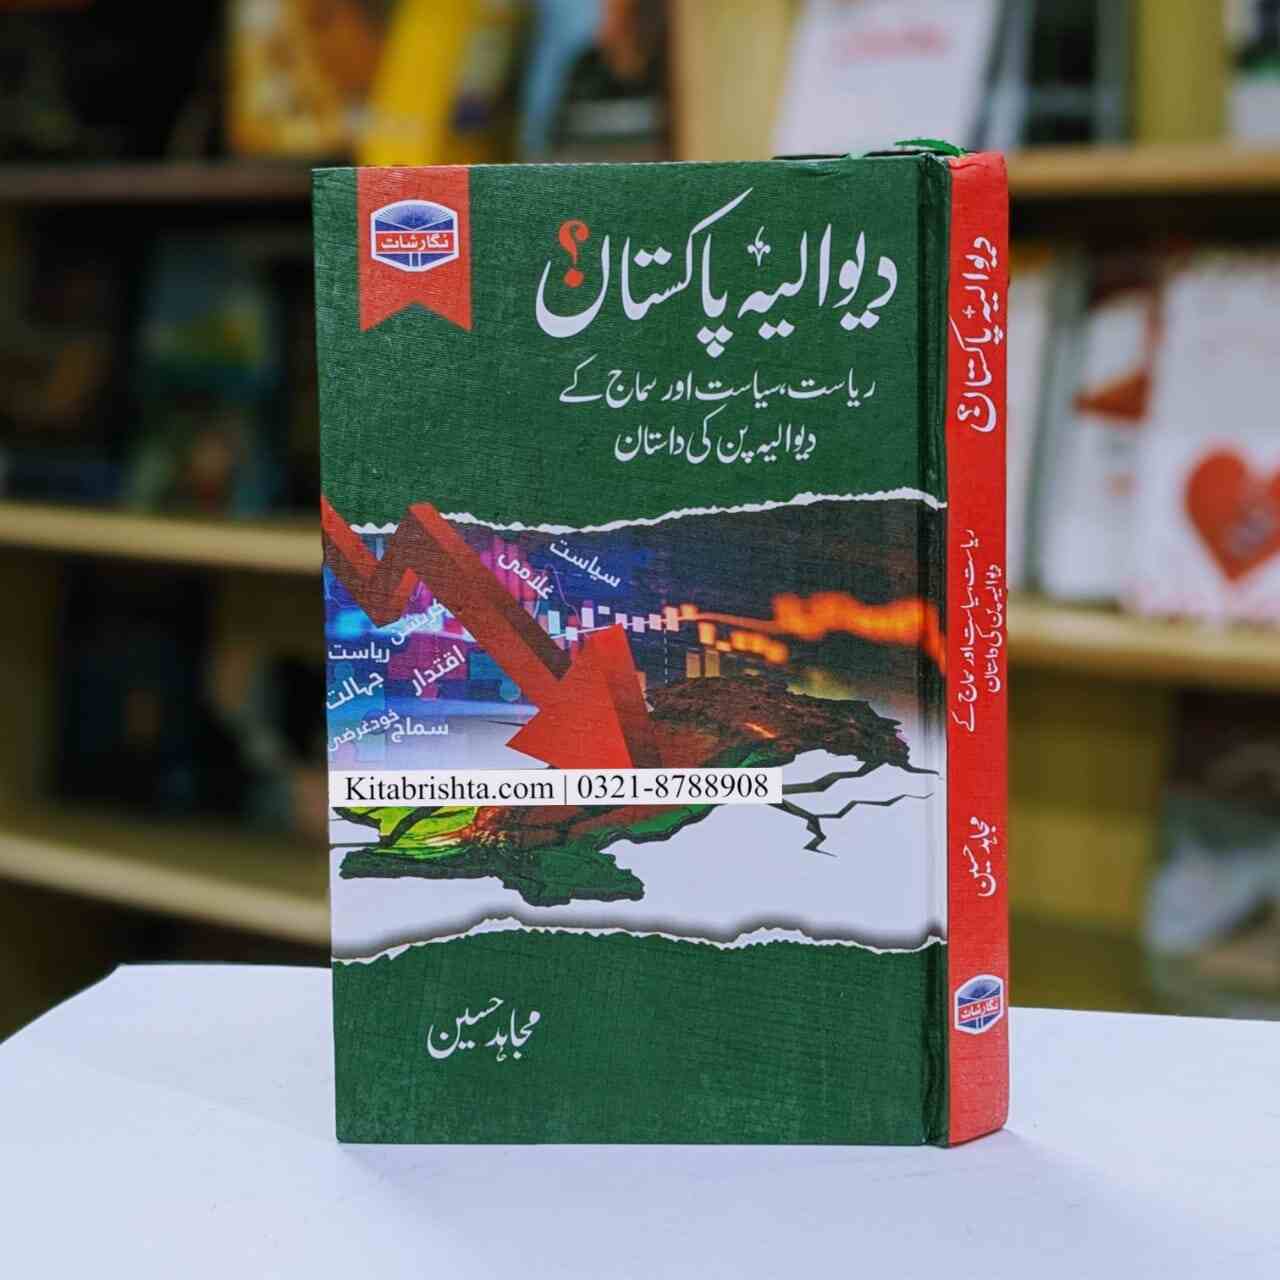 نگارشات
دیوالیہ پاکستان؟
ریاست، سیاست اور سماج کے
دیوالیہ پن کی داستان
سیاست
غلامی
کرپشن
ریاست
اقتدار
جہالت
خودغرضی
سماج
Kitabrishta.com | 0321-8788908
مجاہد حسین
دیوالیہ پاکستان؟
ریاست، سیاست اور سماج کے
دیوالیہ پن کی داستان
مجاہد حسین
نگارشات